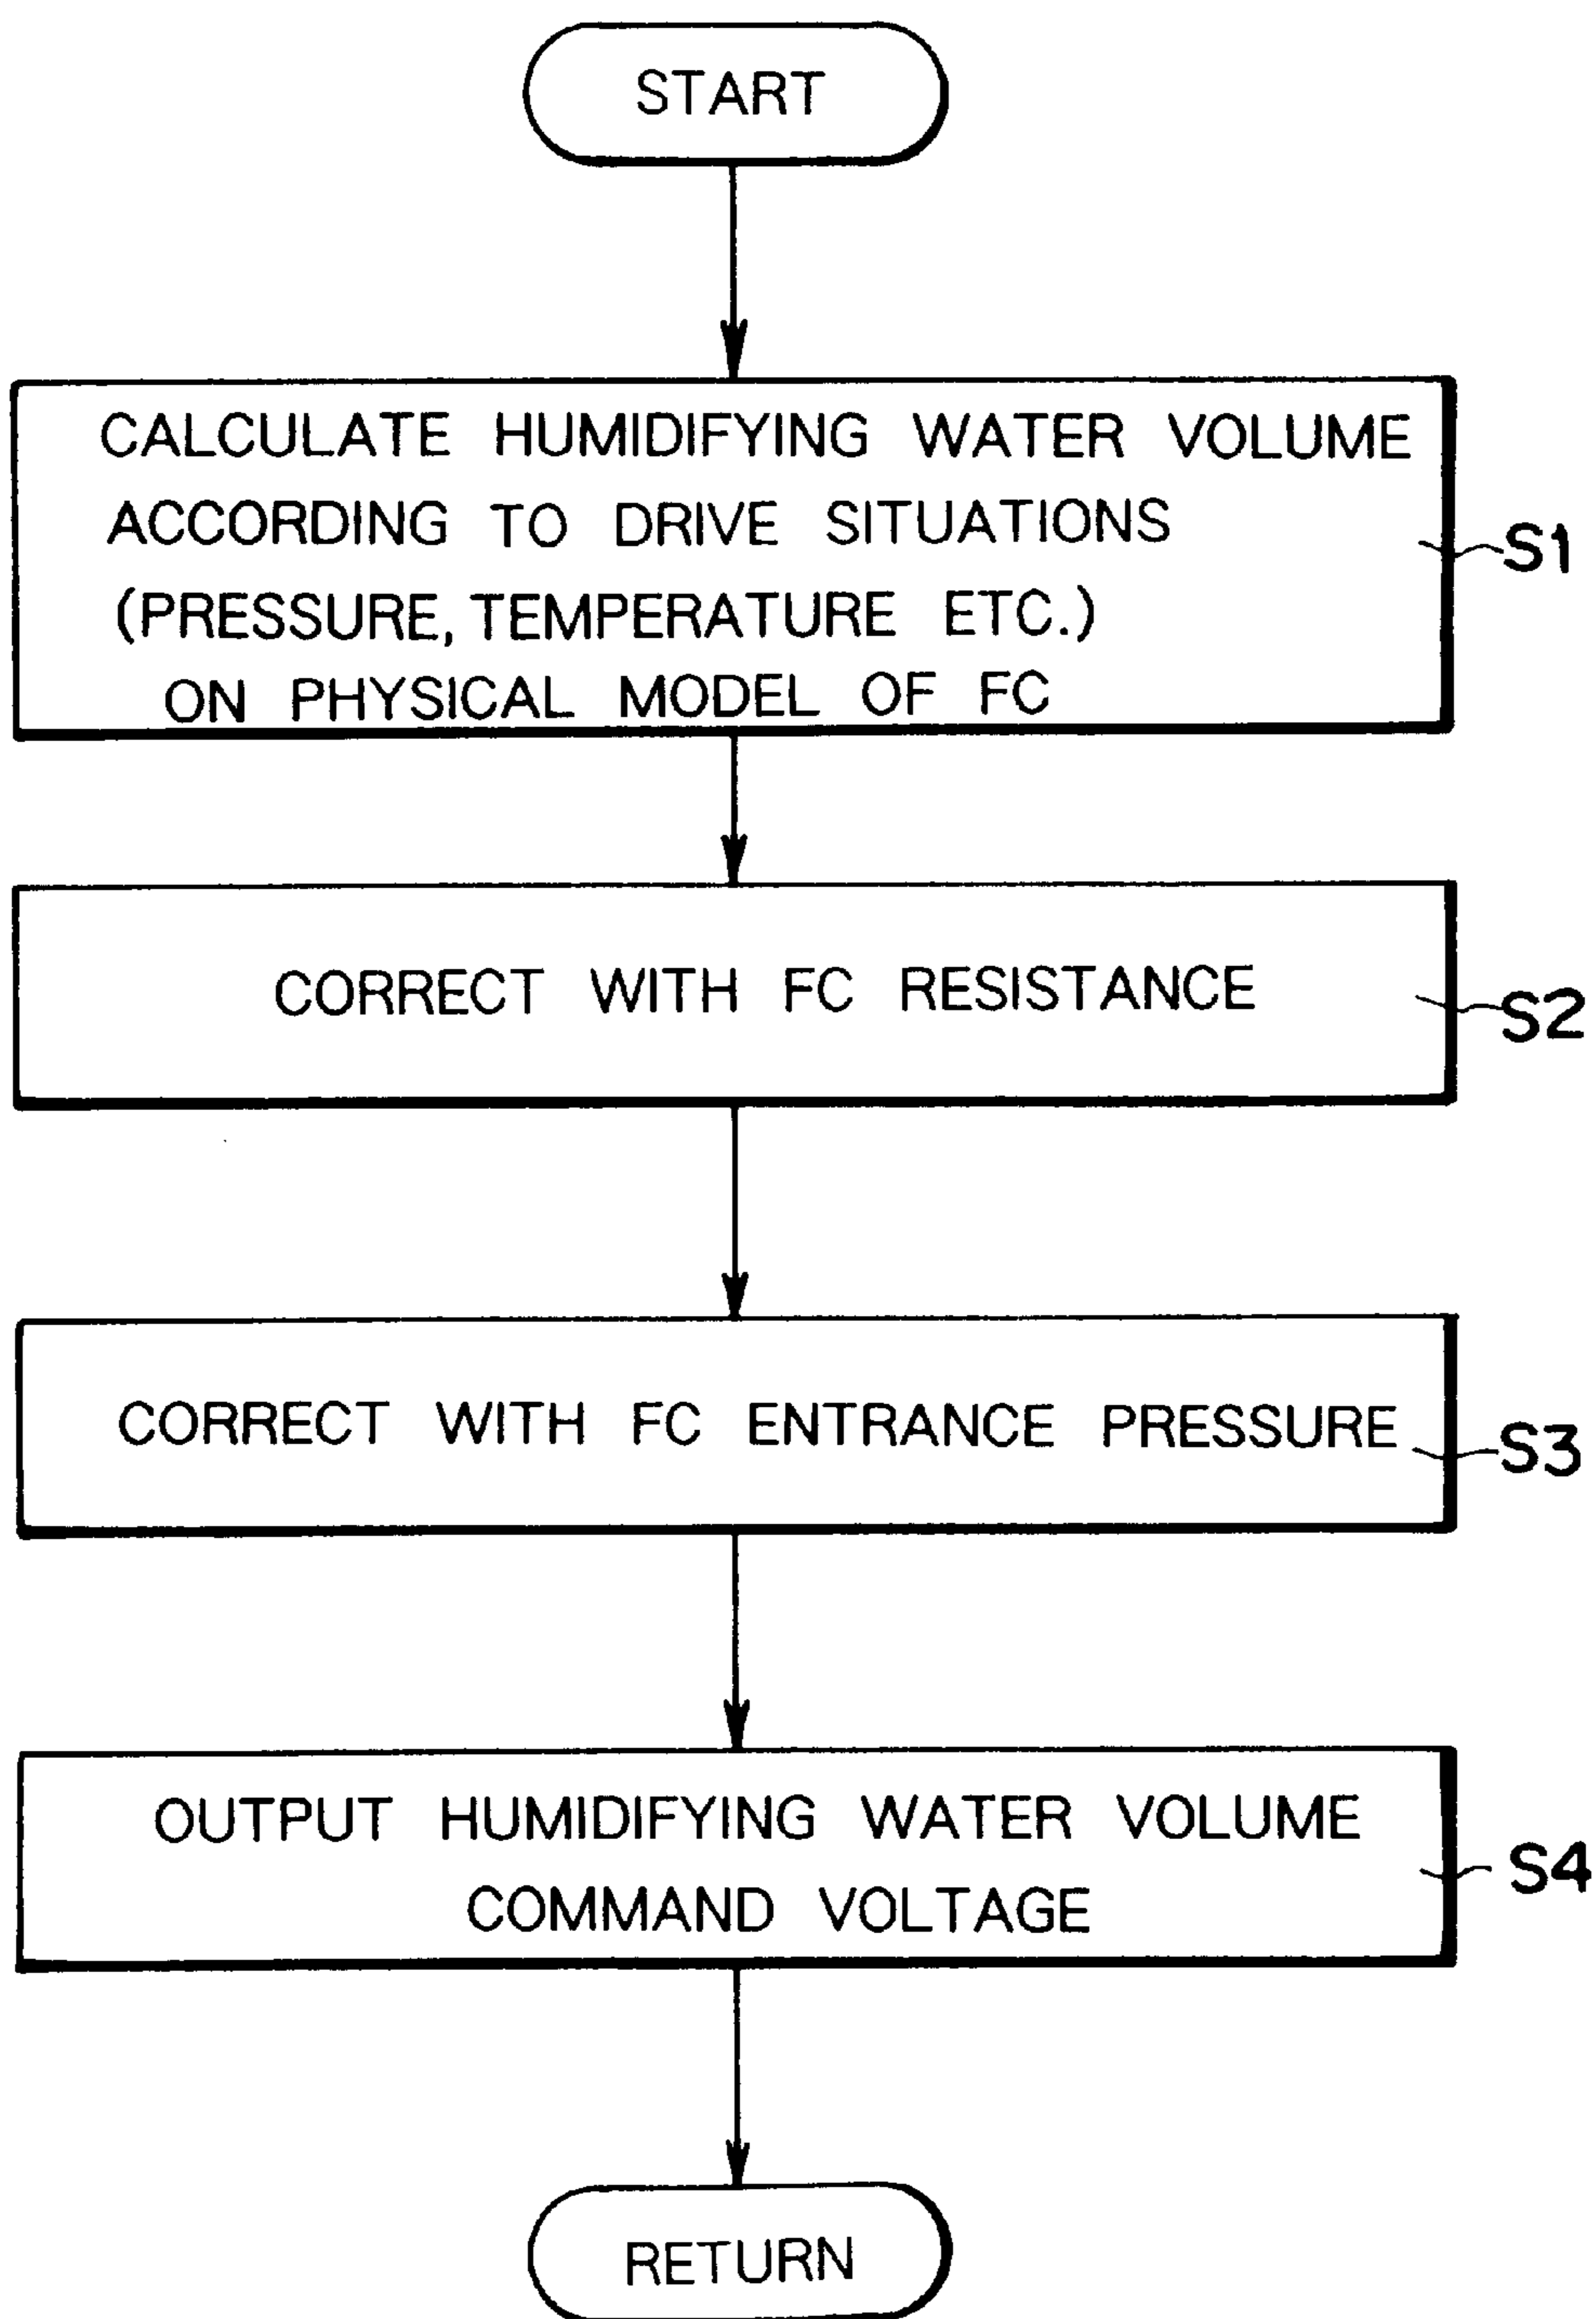 START
CALCULATE HUMIDIFYING WATER VOLUME
ACCORDING TO DRIVE SITUATIONS
(PRESSURE, TEMPERATURE ETC.)
ON PHYSICAL MODEL OF FC
S1
CORRECT WITH FC RESISTANCE
S2
CORRECT WITH FC ENTRANCE PRESSURE
S3
OUTPUT HUMIDIFYING WATER VOLUME
COMMAND VOLTAGE
S4
RETURN